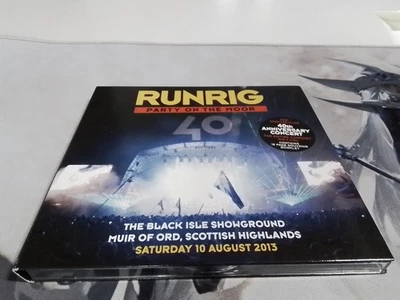 RUNRIG
PARTY ON THE MOOR
40
40th
ANNIVERSARY
CONCERT
THE BLACK ISLE SHOWGROUND
MUIR OF ORD, SCOTTISH HIGHLANDS
SATURDAY 10 AUGUST 2013